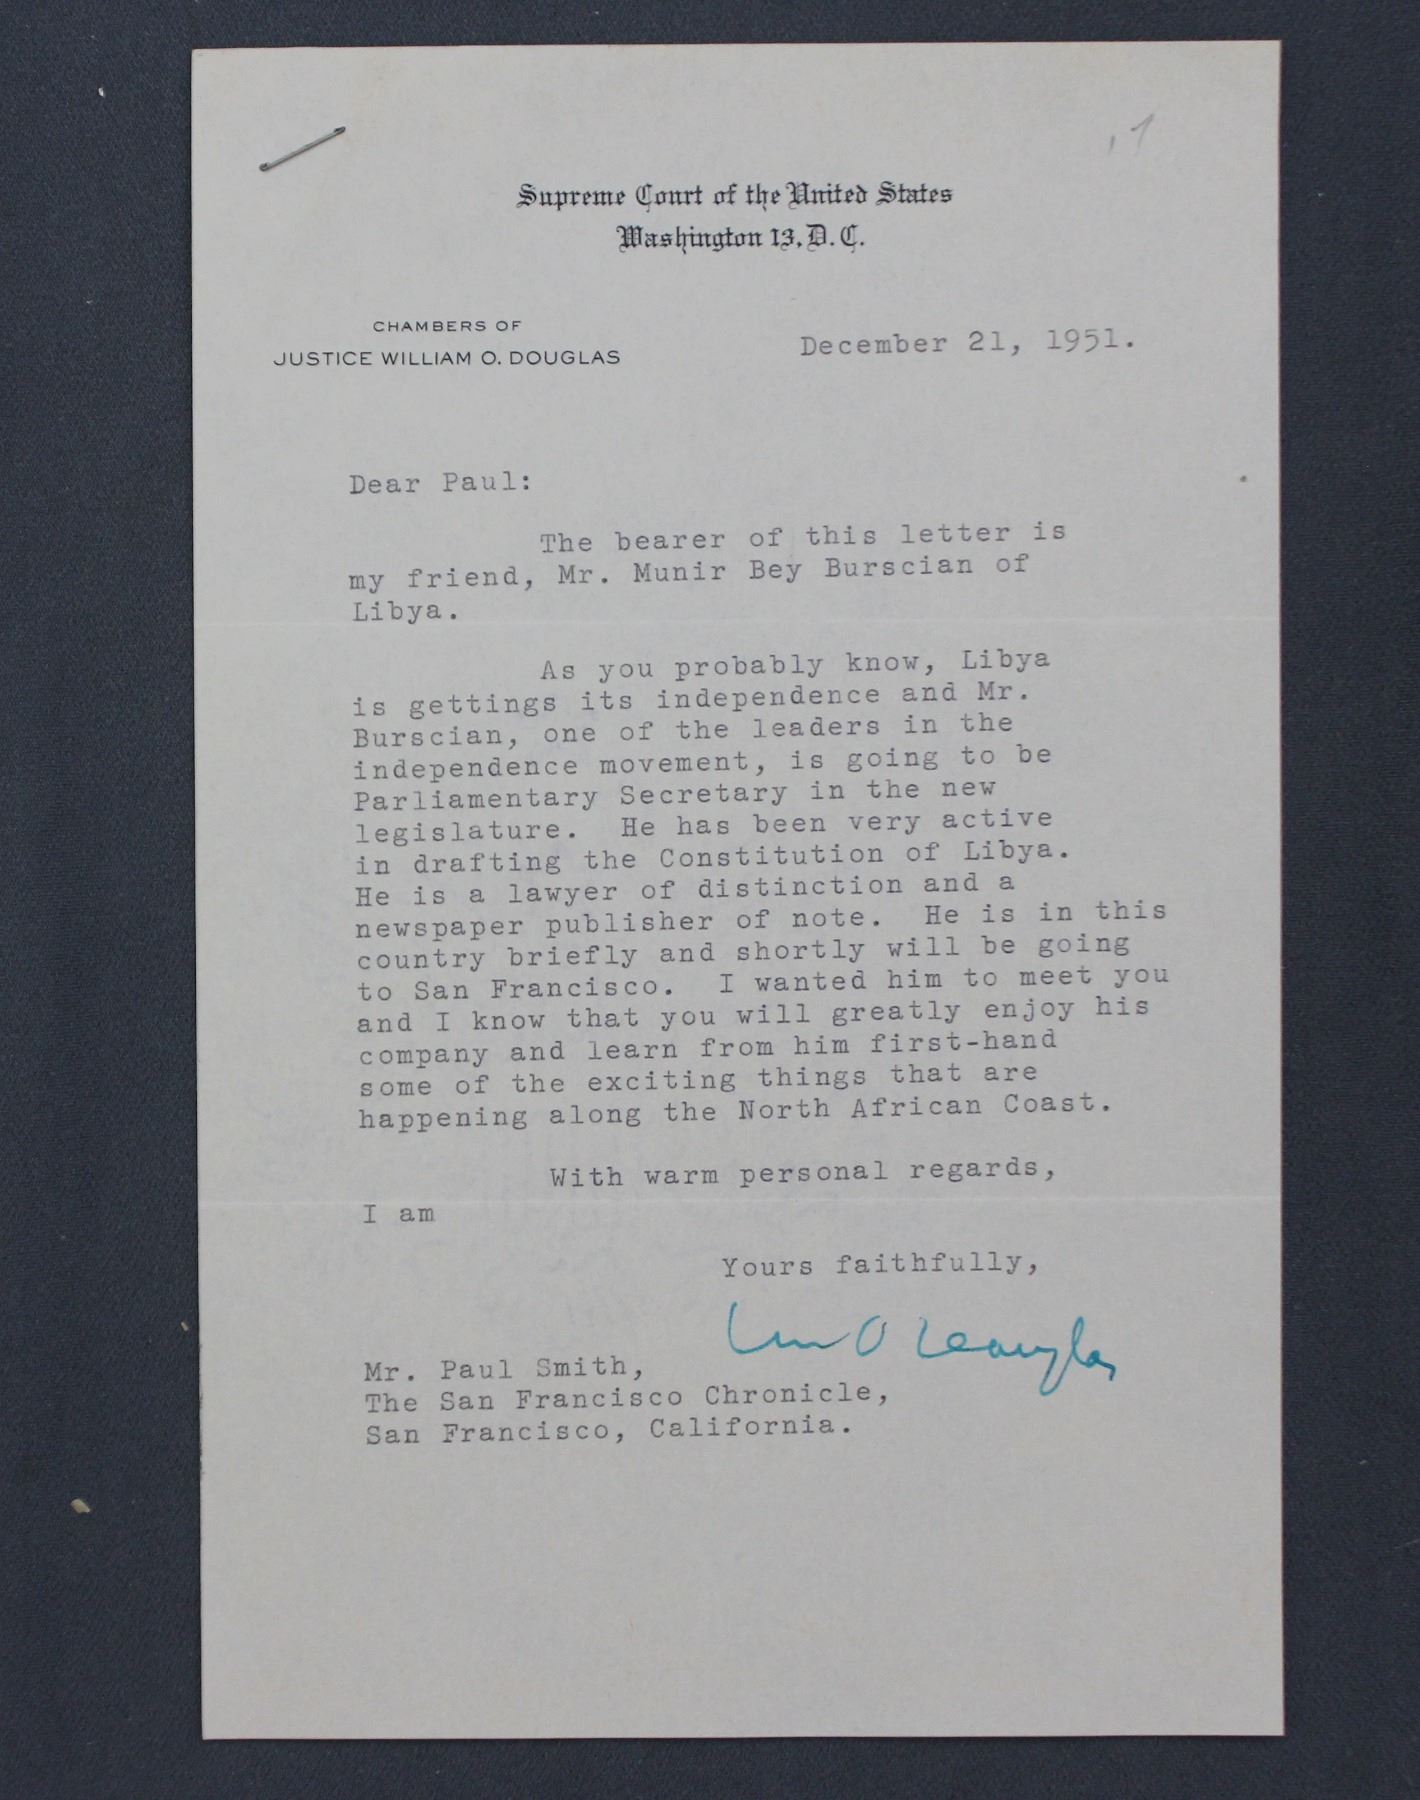 Supreme Court of the United States
Washington 13, D. C.
CHAMBERS OF
JUSTICE WILLIAM O. DOUGLAS
December 21, 1951.
Dear Paul:
The bearer of this letter is
my friend, Mr. Munir Bey Burscian of
Libya.
As you probably know, Libya
is gettings its independence and Mr.
Burscian, one of the leaders in the
independence movement, is going to be
Parliamentary Secretary in the new
legislature. He has been very active
in drafting the Constitution of Libya.
He is a lawyer of distinction and a
newspaper publisher of note. He is in this
country briefly and shortly will be going
to San Francisco. I wanted him to meet you
and I know that you will greatly enjoy his
company and learn from him first-hand
some of the exciting things that are
happening along the North African Coast.
With warm personal regards,
I am
Yours faithfully,
Wm O Douglas
Mr. Paul Smith,
The San Francisco Chronicle,
San Francisco, California.